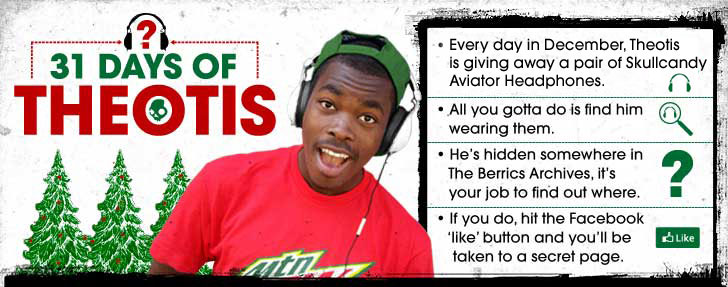 ?
31 DAYS OF
THEOTIS
mtn
• Every day in December, Theotis
is giving away a pair of Skullcandy
Aviator Headphones.
• All you gotta do is find him
wearing them.
• He's hidden somewhere in
The Berrics Archives, it's
your job to find out where.
?
• If you do, hit the Facebook
'like' button and you'll be
taken to a secret page.
Like